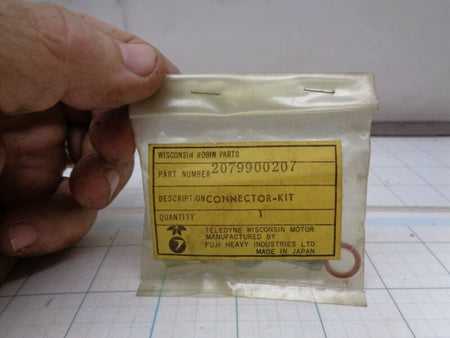 WISCONSIN ROBIN PARTS
PART NUMBER 2079900207
DESCRIPTION CONNECTOR-KIT
QUANTITY 1
TELEDYNE WISCONSIN MOTOR
MANUFACTURED BY
FUJI HEAVY INDUSTRIES LTD.
MADE IN JAPAN